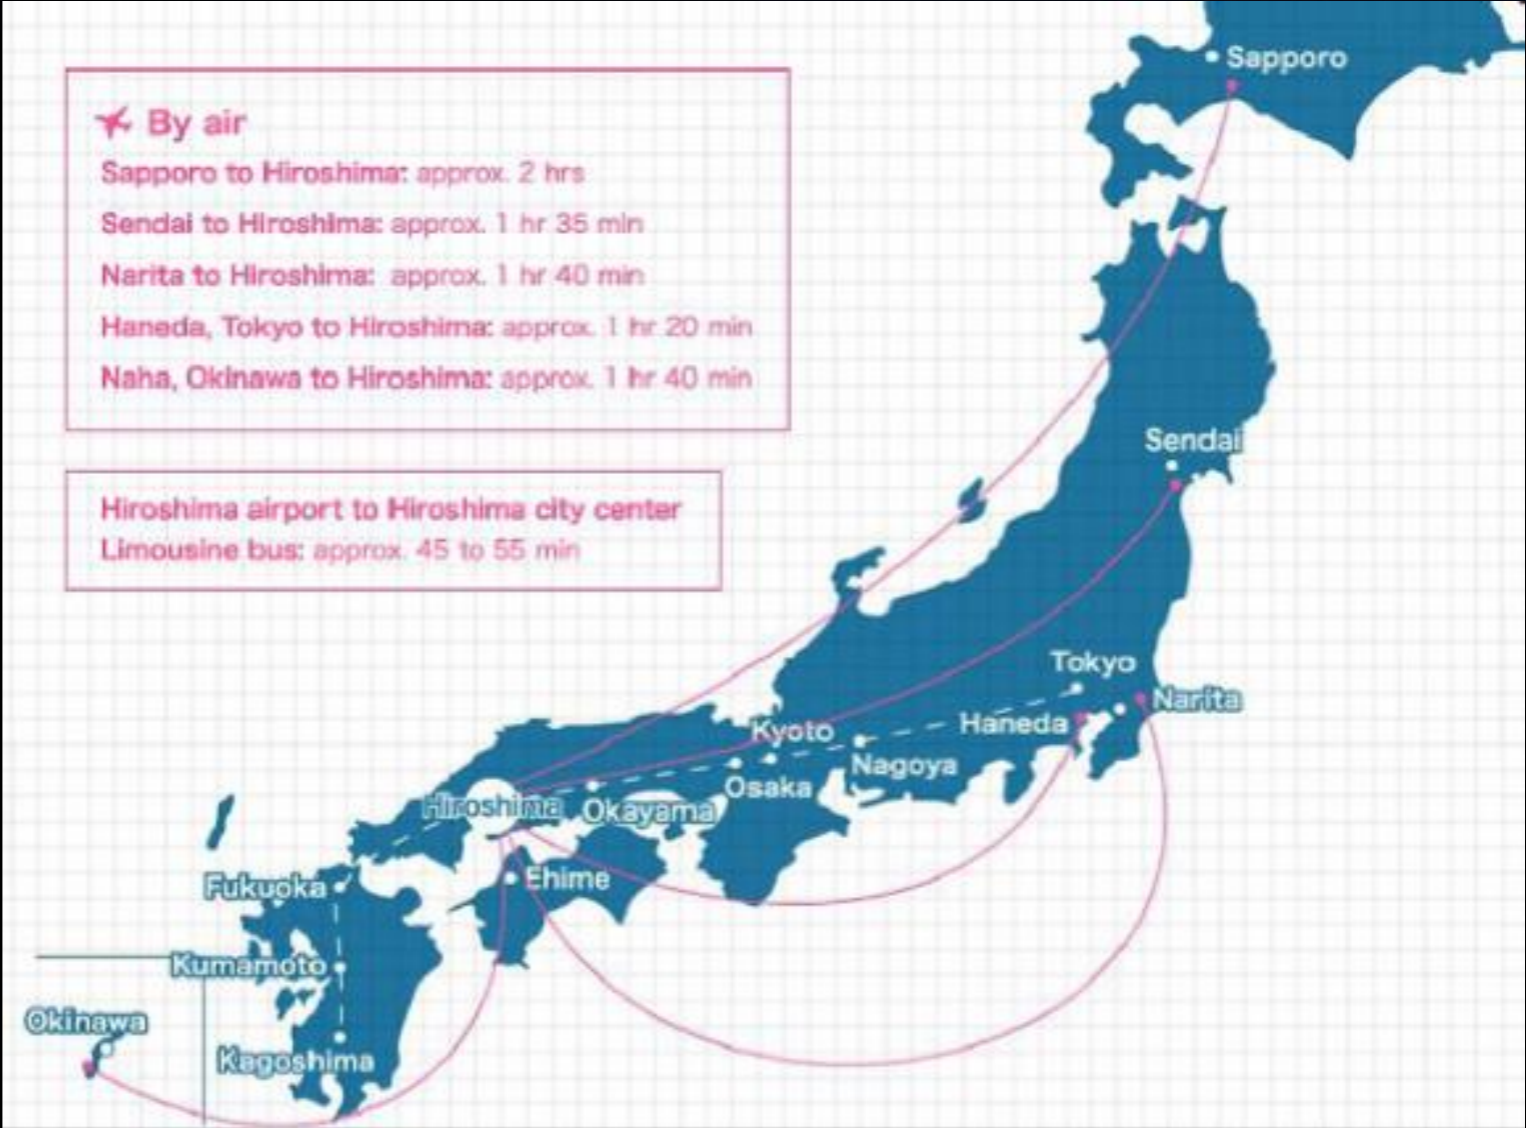 By air
Sapporo to Hiroshima: approx. 2 hrs
Sendai to Hiroshima: approx. 1 hr 35 min
Narita to Hiroshima: approx. 1 hr 40 min
Haneda, Tokyo to Hiroshima: approx. 1 hr 20 min
Naha, Okinawa to Hiroshima: approx. 1 hr 40 min
Hiroshima airport to Hiroshima city center
Limousine bus: approx. 45 to 55 min
Sapporo
Sendai
Tokyo
Narita
Haneda
Kyoto
Nagoya
Osaka
Okayama
Hiroshima
Ehime
Fukuoka
Kumamoto
Okinawa
Kagoshima